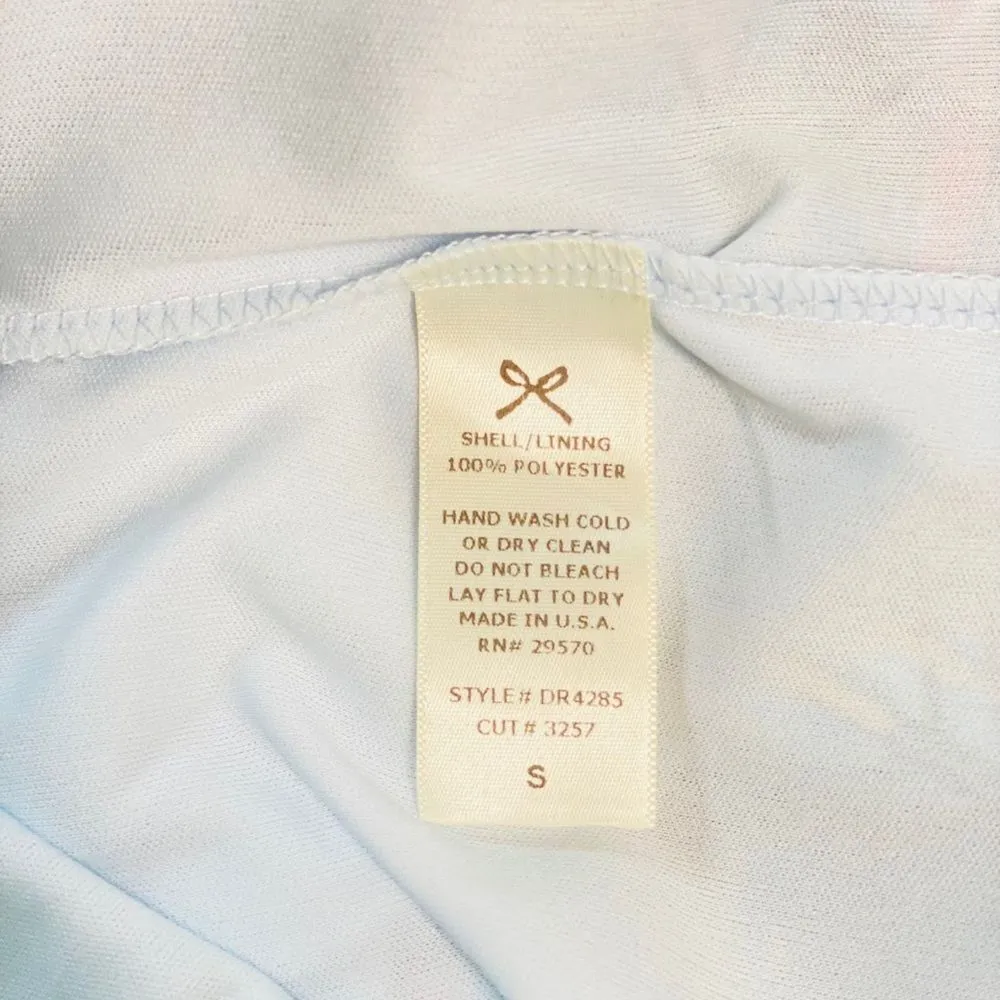 SHELL/LINING
100% POLYESTER
HAND WASH COLD
OR DRY CLEAN
DO NOT BLEACH
LAY FLAT TO DRY
MADE IN U.S.A.
RN# 29570
STYLE# DR4285
CUT# 3257
S